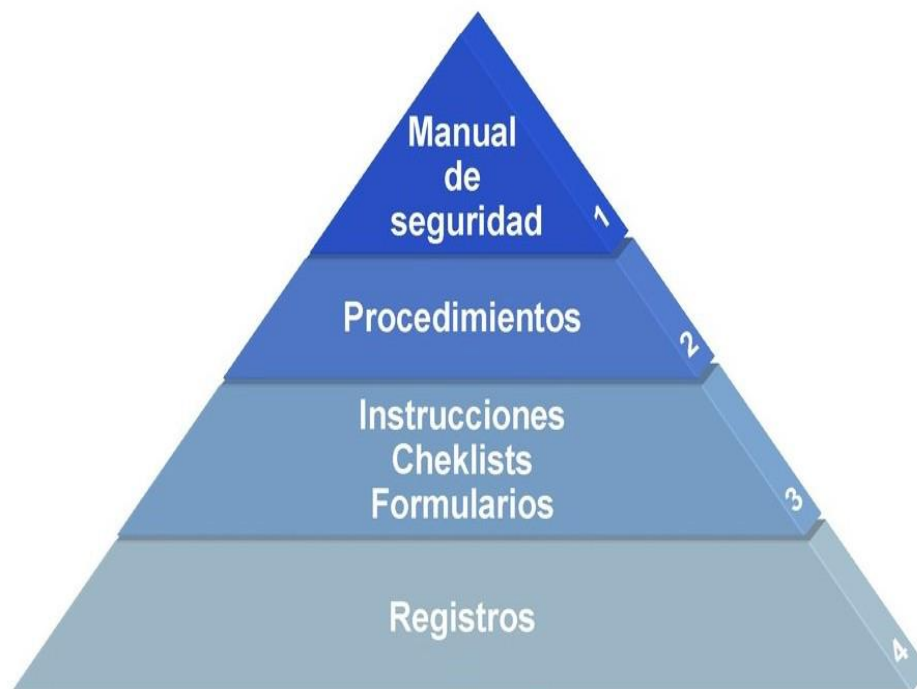 Manual
de
seguridad
1
Procedimientos
2
Instrucciones
Cheklists
Formularios
3
Registros
4